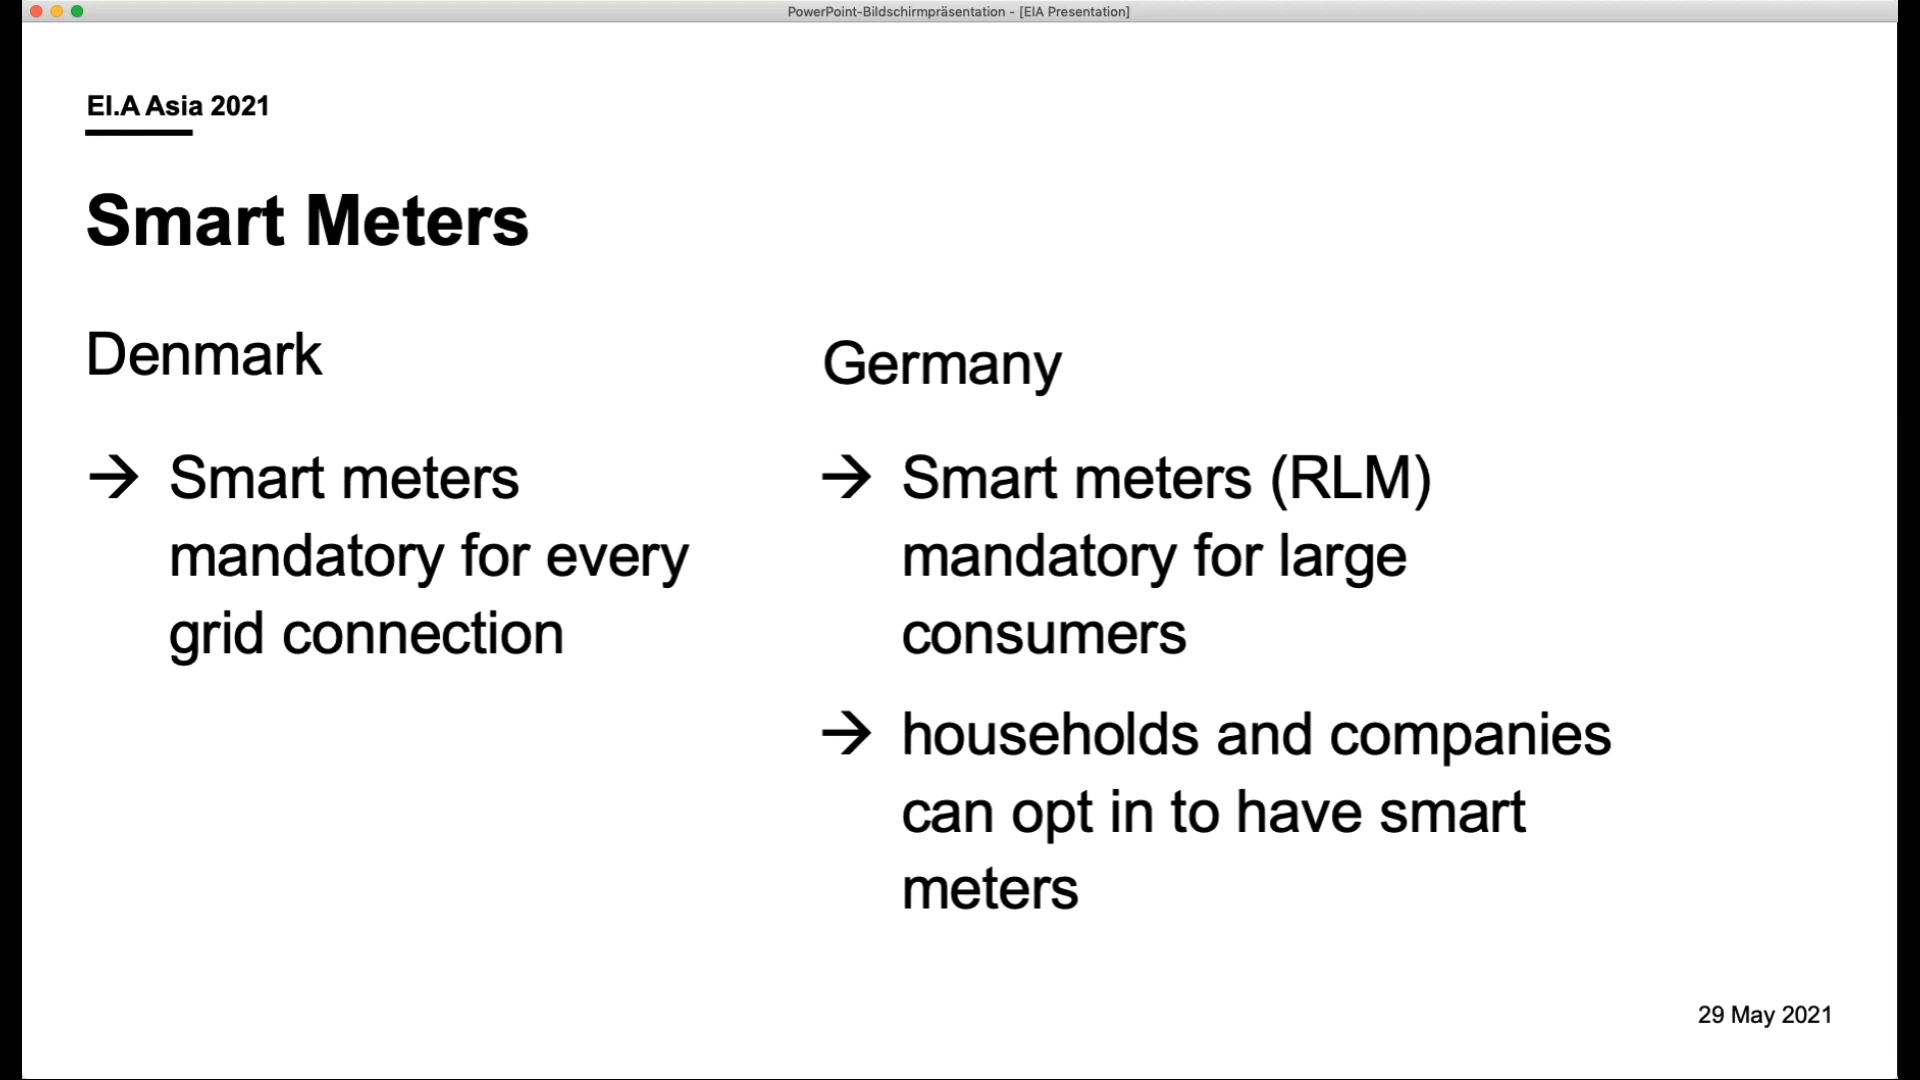 PowerPoint-Bildschirmpräsentation - [EIA Presentation]
EI.A Asia 2021
Smart Meters
Denmark
→ Smart meters
mandatory for every
grid connection
Germany
→ Smart meters (RLM)
mandatory for large
consumers
→ households and companies
can opt in to have smart
meters
29 May 2021